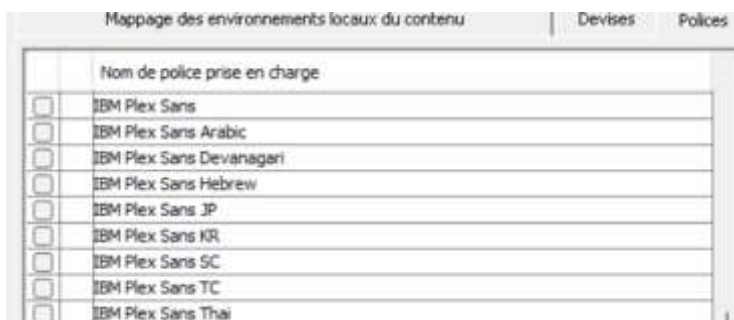 Mappage des environnements locaux du contenu Devises Polices
Nom de police prise en charge
IBM Plex Sans
IBM Plex Sans Arabic
IBM Plex Sans Devanagari
IBM Plex Sans Hebrew
IBM Plex Sans JP
IBM Plex Sans KR
IBM Plex Sans SC
IBM Plex Sans TC
IBM Plex Sans Thai